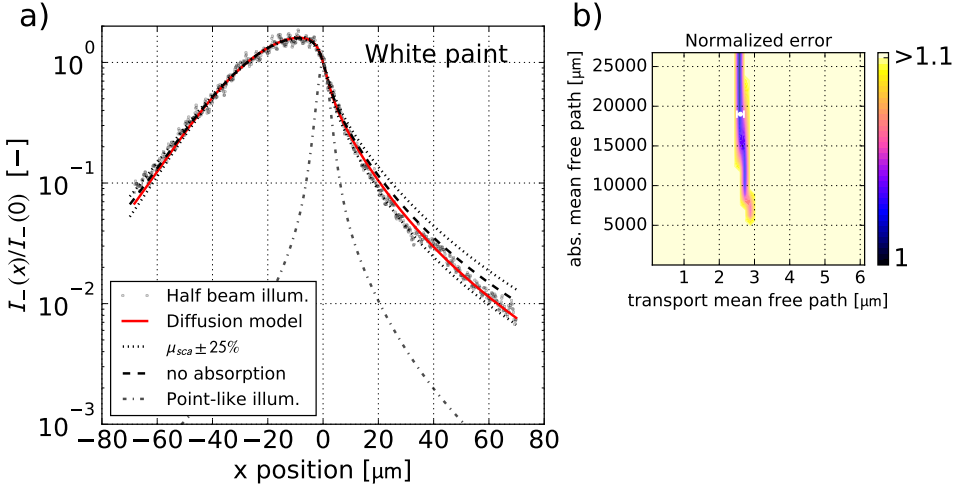 a)
White paint
10^0
10^−1
10^−2
10^−3
I_−(x)/I_−(0) [−]
Half beam illum.
Diffusion model
μ_sca ± 25%
no absorption
Point-like illum.
−80 −60 −40 −20 0 20 40 60 80
x position [μm]
b)
Normalized error
25000
20000
15000
10000
5000
abs. mean free path [μm]
1 2 3 4 5 6
transport mean free path [μm]
>1.1
1